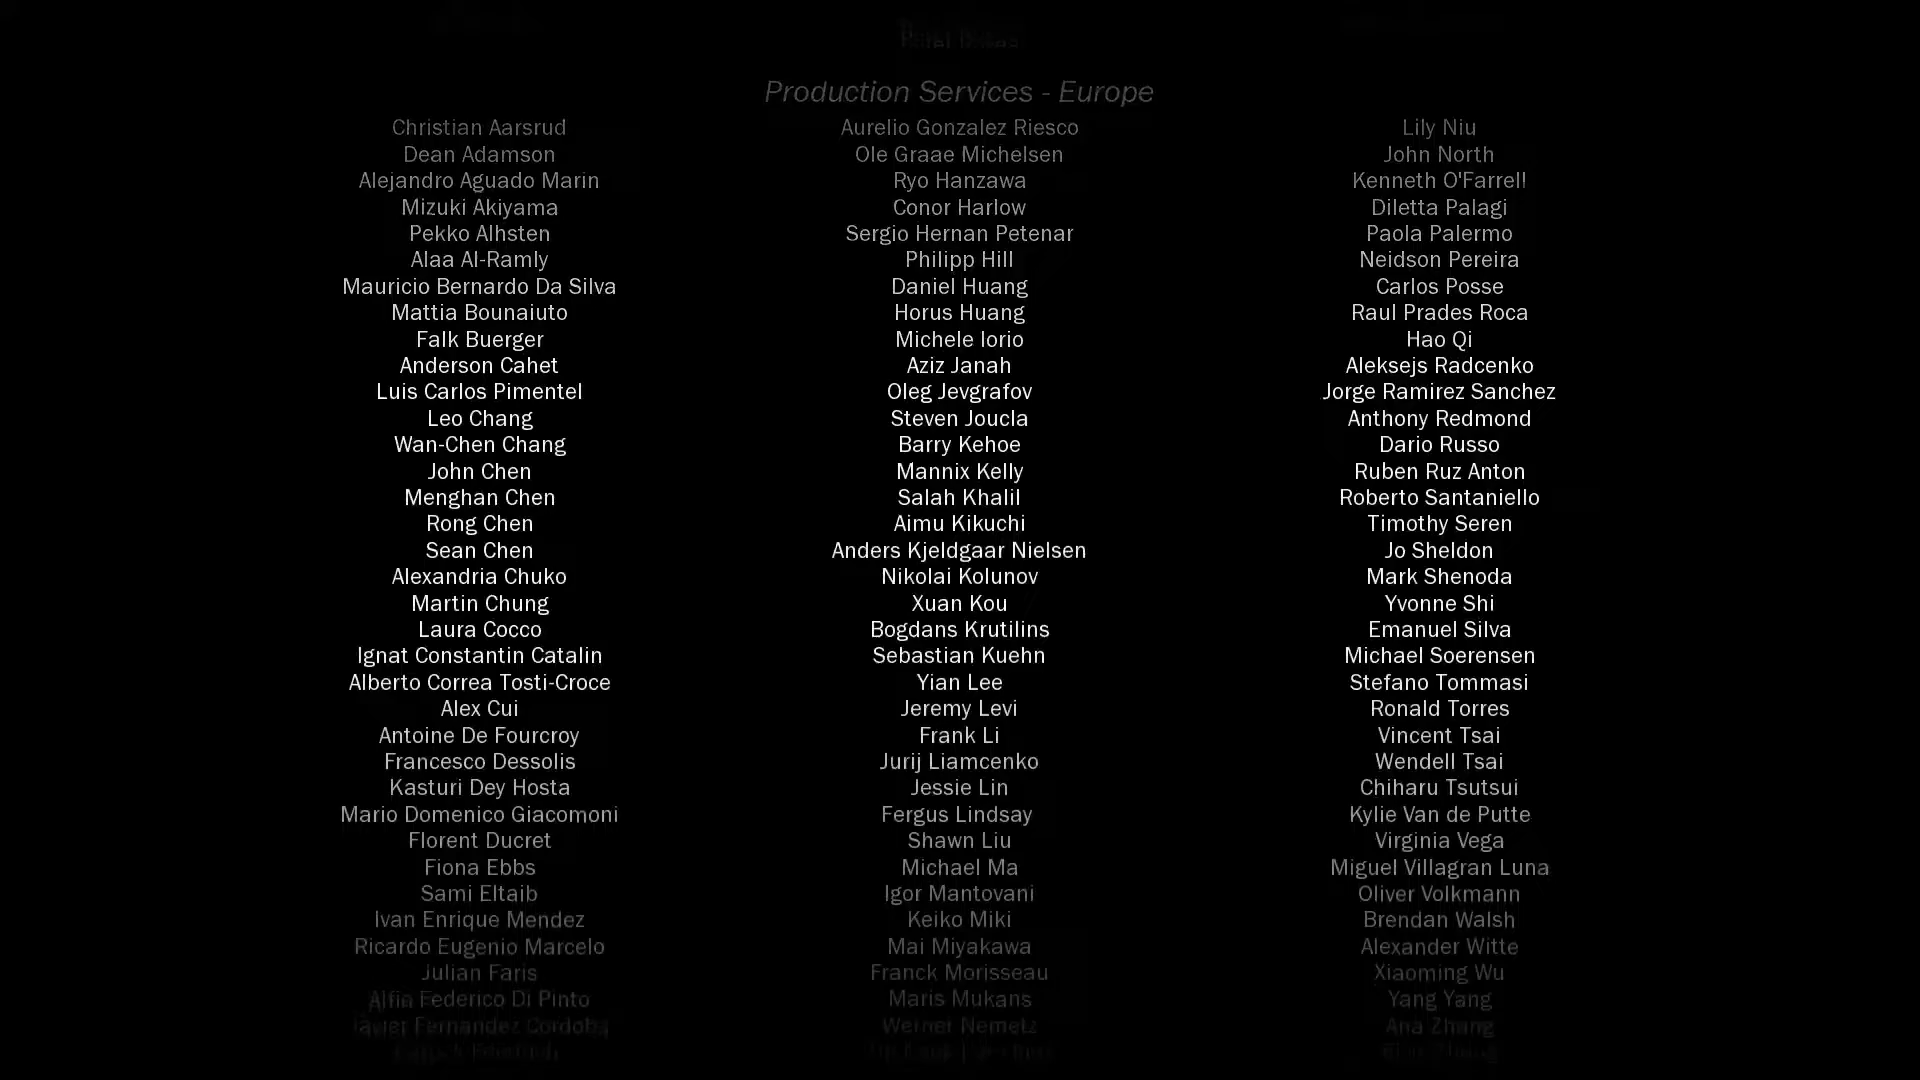 Production Services - Europe
Christian Aarsrud
Dean Adamson
Alejandro Aguado Marin
Mizuki Akiyama
Pekko Alhsten
Alaa Al-Ramly
Mauricio Bernardo Da Silva
Mattia Bounaiuto
Falk Buerger
Anderson Cahet
Luis Carlos Pimentel
Leo Chang
Wan-Chen Chang
John Chen
Menghan Chen
Rong Chen
Sean Chen
Alexandria Chuko
Martin Chung
Laura Cocco
Ignat Constantin Catalin
Alberto Correa Tosti-Croce
Alex Cui
Antoine De Fourcroy
Francesco Dessolis
Kasturi Dey Hosta
Mario Domenico Giacomoni
Florent Ducret
Fiona Ebbs
Sami Eltaib
Ivan Enrique Mendez
Ricardo Eugenio Marcelo
Julian Faris
Alfio Federico Di Pinto
Javier Fernandez Cordoba
Aurelio Gonzalez Riesco
Ole Graae Michelsen
Ryo Hanzawa
Conor Harlow
Sergio Hernan Petenar
Philipp Hill
Daniel Huang
Horus Huang
Michele Iorio
Aziz Janah
Oleg Jevgrafov
Steven Joucla
Barry Kehoe
Mannix Kelly
Salah Khalil
Aimu Kikuchi
Anders Kjeldgaar Nielsen
Nikolai Kolunov
Xuan Kou
Bogdans Krutilins
Sebastian Kuehn
Yian Lee
Jeremy Levi
Frank Li
Jurij Liamcenko
Jessie Lin
Fergus Lindsay
Shawn Liu
Michael Ma
Igor Mantovani
Keiko Miki
Mai Miyakawa
Franck Morisseau
Maris Mukans
Werner Nemetz
Lily Niu
John North
Kenneth O'Farrell
Diletta Palagi
Paola Palermo
Neidson Pereira
Carlos Posse
Raul Prades Roca
Hao Qi
Aleksejs Radcenko
Jorge Ramirez Sanchez
Anthony Redmond
Dario Russo
Ruben Ruz Anton
Roberto Santaniello
Timothy Seren
Jo Sheldon
Mark Shenoda
Yvonne Shi
Emanuel Silva
Michael Soerensen
Stefano Tommasi
Ronald Torres
Vincent Tsai
Wendell Tsai
Chiharu Tsutsui
Kylie Van de Putte
Virginia Vega
Miguel Villagran Luna
Oliver Volkmann
Brendan Walsh
Alexander Witte
Xiaoming Wu
Yang Yang
Ana Zhang